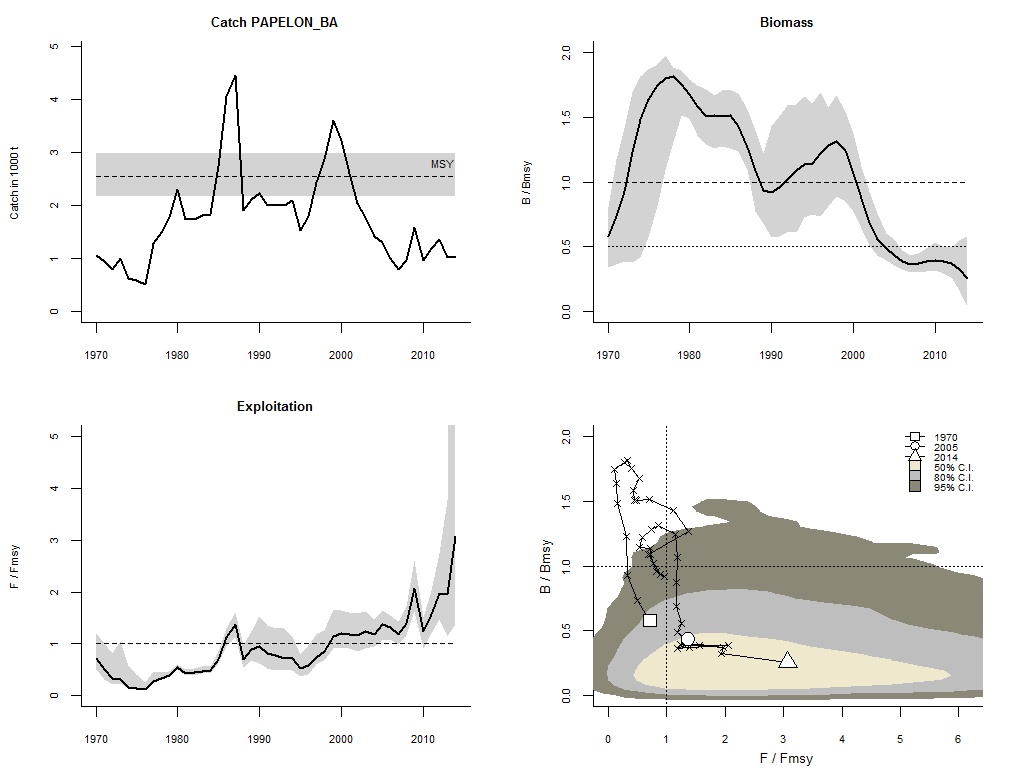 Catch PAPELON_BA
Catch in 1000 t
5
4
3
2
1
0
MSY
1970 1980 1990 2000 2010
Biomass
B / Bmsy
2.0
1.5
1.0
0.5
0.0
1970 1980 1990 2000 2010
Exploitation
F / Fmsy
5
4
3
2
1
0
1970 1980 1990 2000 2010
B / Bmsy
2.0
1.5
1.0
0.5
0.0
1970
2005
2014
50% C.I.
80% C.I.
95% C.I.
0 1 2 3 4 5 6
F / Fmsy